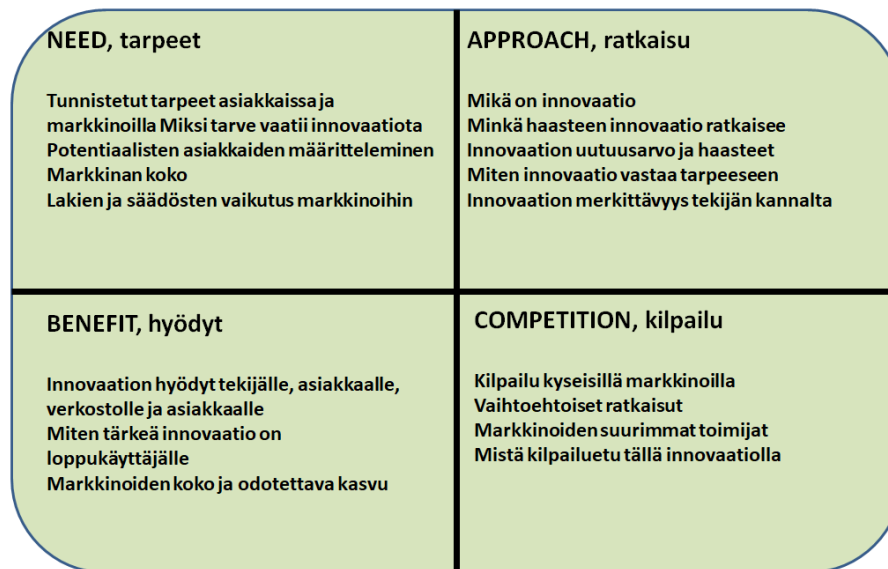 NEED, tarpeet
Tunnistetut tarpeet asiakkaissa ja
markkinoilla Miksi tarve vaatii innovaatiota
Potentiaalisten asiakkaiden määritteleminen
Markkinan koko
Lakien ja säädösten vaikutus markkinoihin
APPROACH, ratkaisu
Mikä on innovaatio
Minkä haasteen innovaatio ratkaisee
Innovaation uutuusarvo ja haasteet
Miten innovaatio vastaa tarpeeseen
Innovaation merkittävyys tekijän kannalta
BENEFIT, hyödyt
Innovaation hyödyt tekijälle, asiakkaalle,
verkostolle ja asiakkaalle
Miten tärkeä innovaatio on
loppukäyttäjälle
Markkinoiden koko ja odotettava kasvu
COMPETITION, kilpailu
Kilpailu kyseisillä markkinoilla
Vaihtoehtoiset ratkaisut
Markkinoiden suurimmat toimijat
Mistä kilpailuetu tällä innovaatiolla